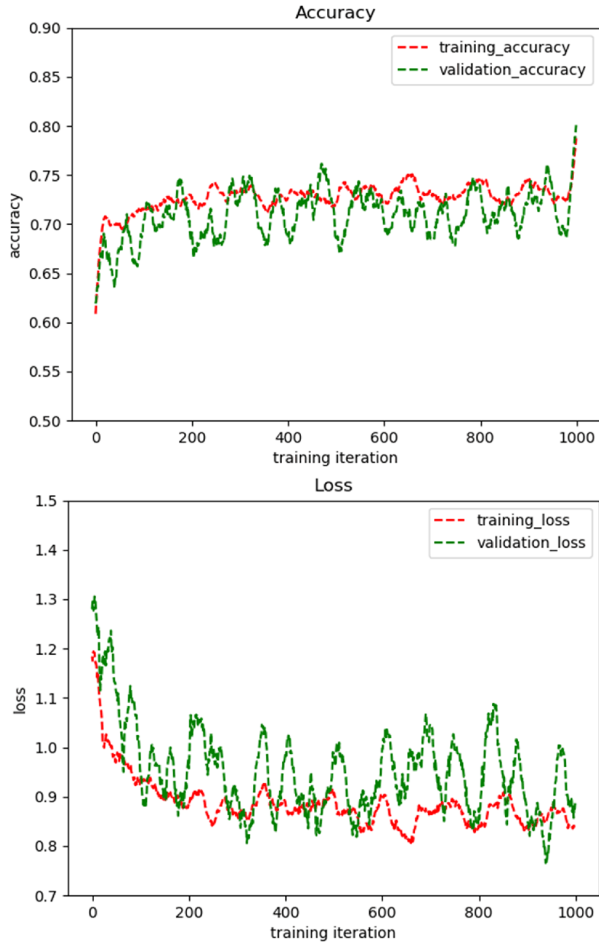 Accuracy
0.90
0.85
0.80
0.75
0.70
0.65
0.60
0.55
0.50
accuracy
training_accuracy
validation_accuracy
0 200 400 600 800 1000
training iteration
Loss
1.5
1.4
1.3
1.2
1.1
1.0
0.9
0.8
0.7
loss
training_loss
validation_loss
0 200 400 600 800 1000
training iteration